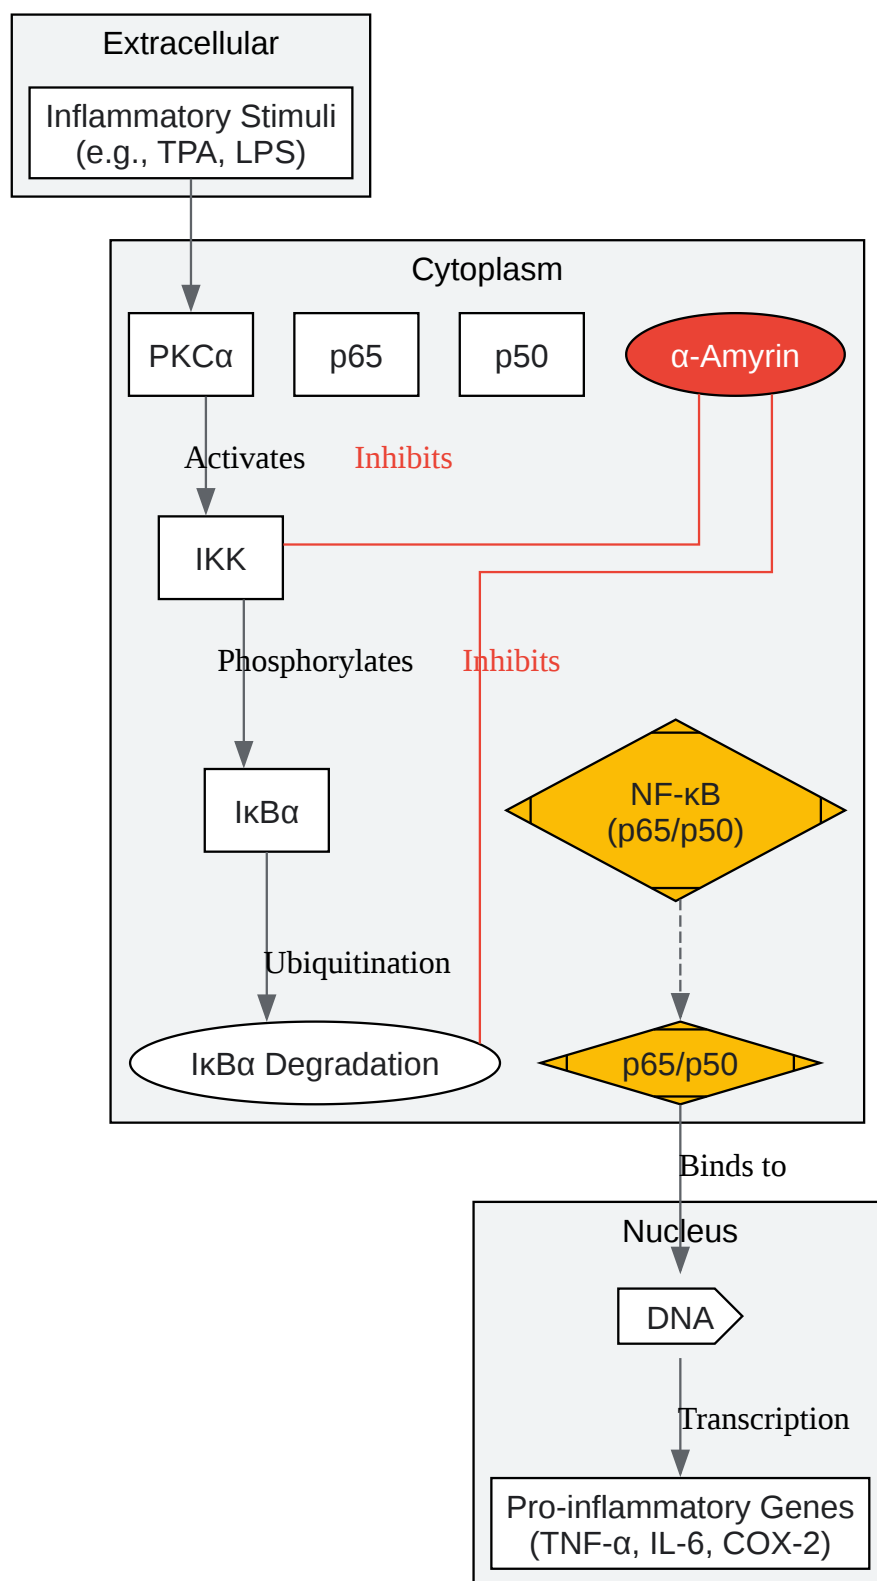 Extracellular
Inflammatory Stimuli
(e.g., TPA, LPS)
Cytoplasm
PKCα
p65
p50
α-Amyrin
Activates
Inhibits
IKK
Phosphorylates
Inhibits
NF-κB
(p65/p50)
IκBα
Ubiquitination
IκBα Degradation
p65/p50
Binds to
Nucleus
DNA
Transcription
Pro-inflammatory Genes
(TNF-α, IL-6, COX-2)